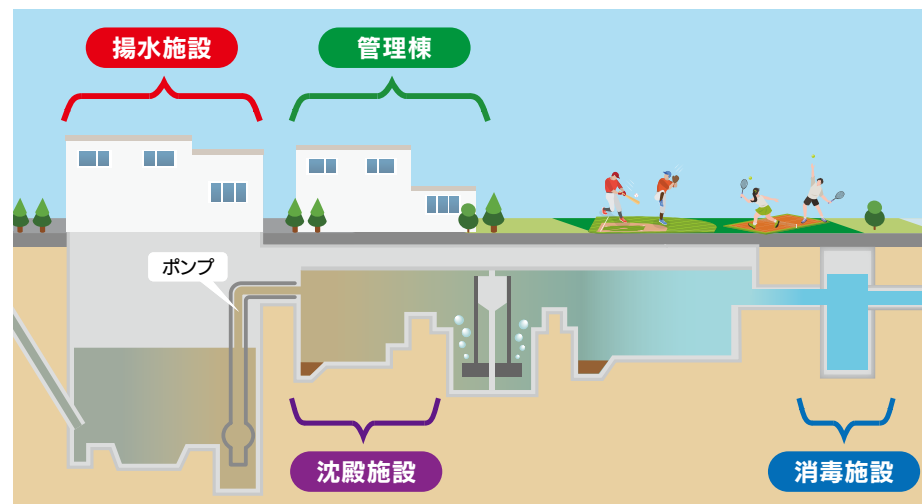 揚水施設
管理棟
ポンプ
沈殿施設
消毒施設